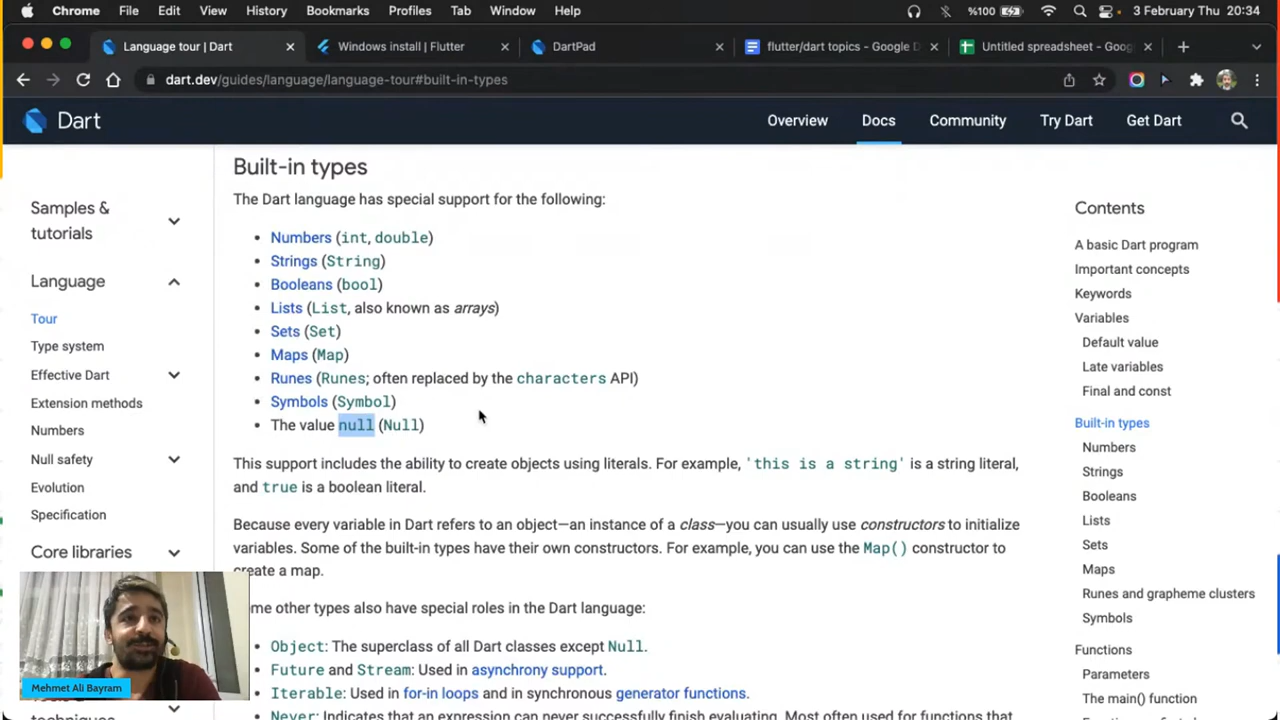 Chrome File Edit View History Bookmarks Profiles Tab Window Help %100 3 February Thu 20:34
Language tour | Dart Windows install | Flutter DartPad flutter/dart topics - Google D Untitled spreadsheet - Goog
dart.dev/guides/language/language-tour#built-in-types
Dart Overview Docs Community Try Dart Get Dart
Samples &
tutorials
Language
Tour
Type system
Effective Dart
Extension methods
Numbers
Null safety
Evolution
Specification
Core libraries
techniques
Built-in types
The Dart language has special support for the following:
• Numbers (int, double)
• Strings (String)
• Booleans (bool)
• Lists (List, also known as arrays)
• Sets (Set)
• Maps (Map)
• Runes (Runes; often replaced by the characters API)
• Symbols (Symbol)
• The value null (Null)
This support includes the ability to create objects using literals. For example, 'this is a string' is a string literal,
and true is a boolean literal.
Because every variable in Dart refers to an object—an instance of a class—you can usually use constructors to initialize
variables. Some of the built-in types have their own constructors. For example, you can use the Map() constructor to
create a map.
ome other types also have special roles in the Dart language:
• Object: The superclass of all Dart classes except Null.
• Future and Stream: Used in asynchrony support.
• Iterable: Used in for-in loops and in synchronous generator functions.
• Never: Indicates that an expression can never successfully finish evaluating. Most often used for functions that
Contents
A basic Dart program
Important concepts
Keywords
Variables
Default value
Late variables
Final and const
Built-in types
Numbers
Strings
Booleans
Lists
Sets
Maps
Runes and grapheme clusters
Symbols
Functions
Parameters
The main() function
Mehmet Ali Bayram